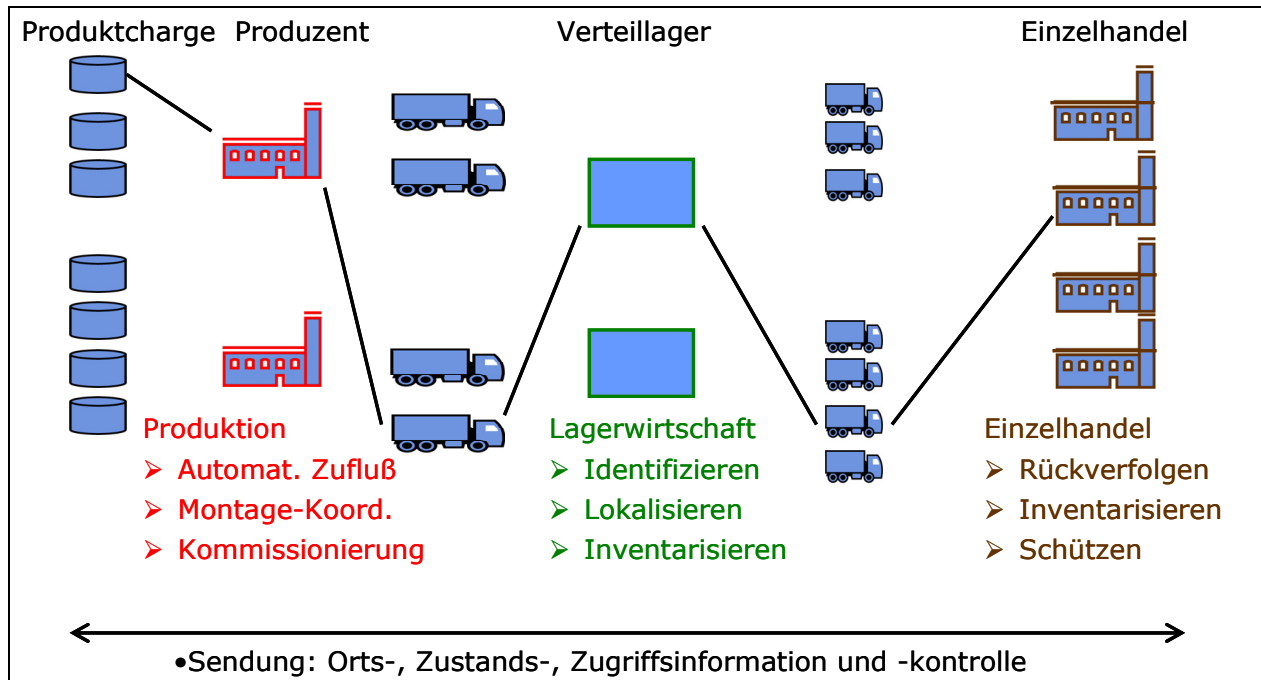 Produktcharge Produzent Verteillager Einzelhandel
Produktion
➢ Automat. Zufluß
➢ Montage-Koord.
➢ Kommissionierung
Lagerwirtschaft
➢ Identifizieren
➢ Lokalisieren
➢ Inventarisieren
Einzelhandel
➢ Rückverfolgen
➢ Inventarisieren
➢ Schützen
•Sendung: Orts-, Zustands-, Zugriffsinformation und -kontrolle